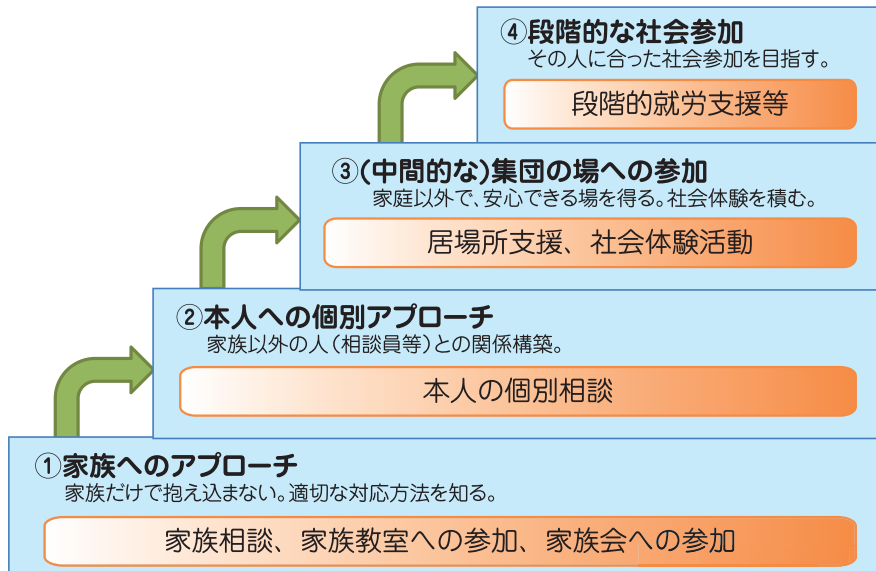 ④段階的な社会参加
その人に合った社会参加を目指す。
段階的就労支援等
③(中間的な)集団の場への参加
家庭以外で、安心できる場を得る。社会体験を積む。
居場所支援、社会体験活動
②本人への個別アプローチ
家族以外の人(相談員等)との関係構築。
本人の個別相談
①家族へのアプローチ
家族だけで抱え込まない。適切な対応方法を知る。
家族相談、家族教室への参加、家族会への参加